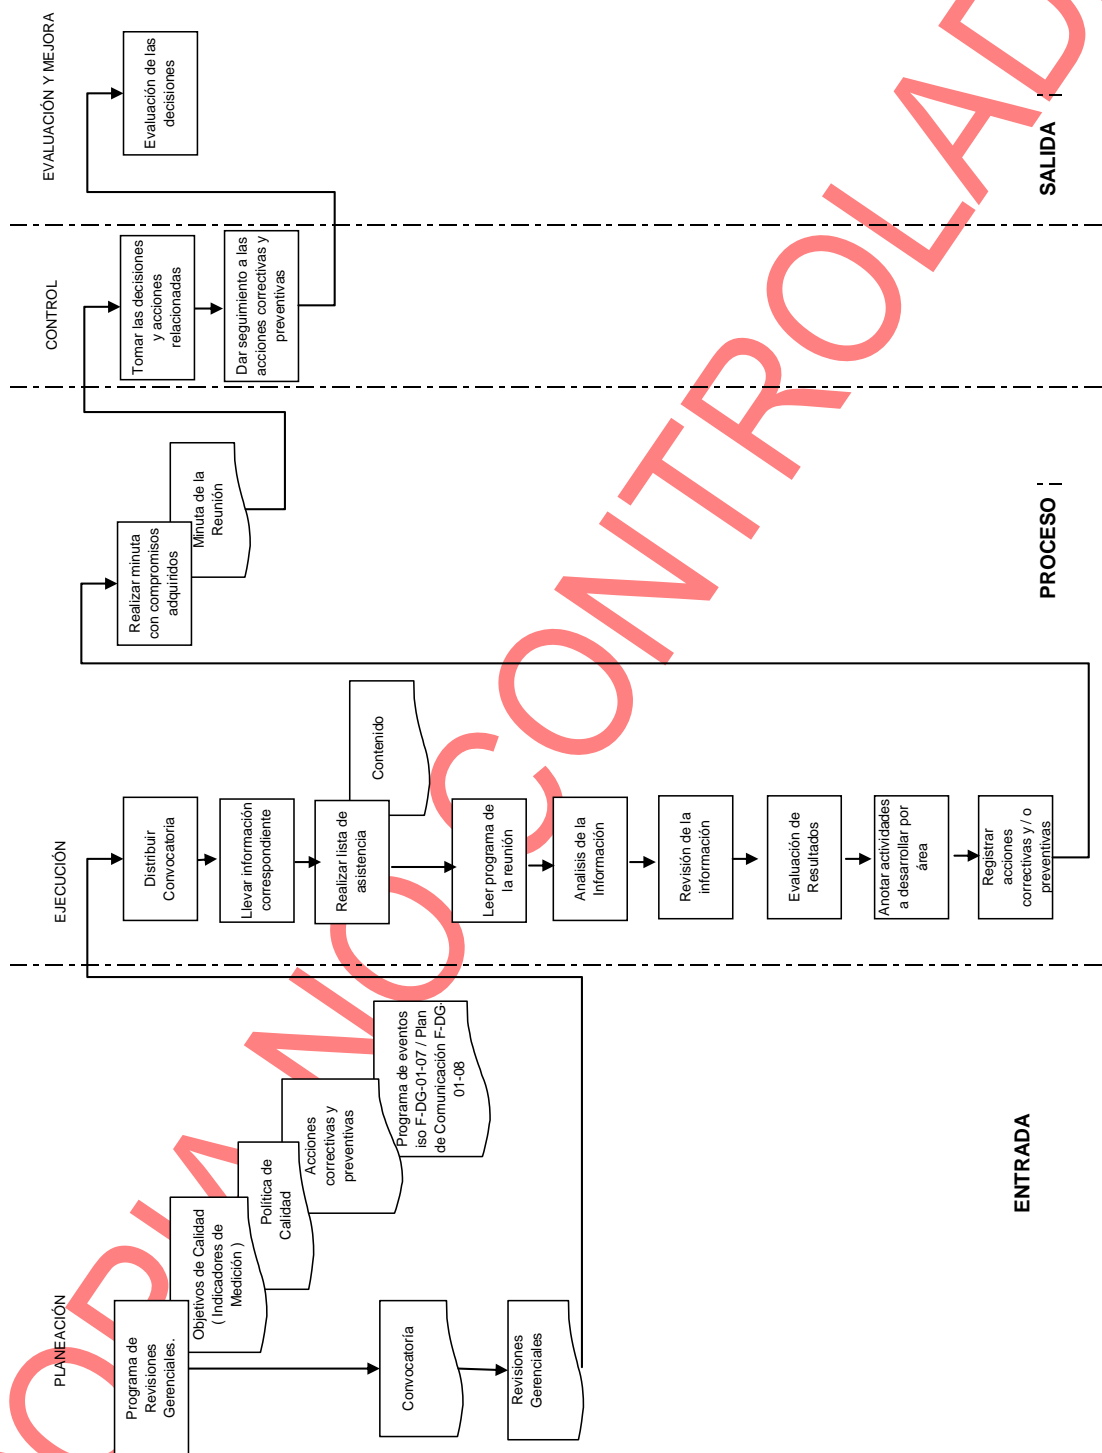 PLANEACIÓN
Programa de
Revisiones
Gerenciales.
Objetivos de Calidad
( Indicadores de
Medición )
Política de
Calidad
Acciones
correctivas y
preventivas
Programa de eventos
iso F-DG-01-07 / Plan
de Comunicación F-DG-
01-08
Convocatoría
Revisiones
Gerenciales
ENTRADA
EJECUCIÓN
Distribuir
Convocatoria
Llevar información
correspondiente
Realizar lista de
asistencia
Contenido
Leer programa de
la reunión
Analisis de la
Información
Revisión de la
información
Evaluación de
Resultados
Anotar actividades
a desarrollar por
área
Registrar
acciones
correctivas y / o
preventivas
Realizar minuta
con compromisos
adquiridos
Minuta de la
Reunión
PROCESO
CONTROL
Tomar las decisiones
y acciones
relacionadas
Dar seguimiento a las
acciones correctivas y
preventivas
EVALUACIÓN Y MEJORA
Evaluación de las
decisiones
SALIDA
OPIA NO CONTROLAD